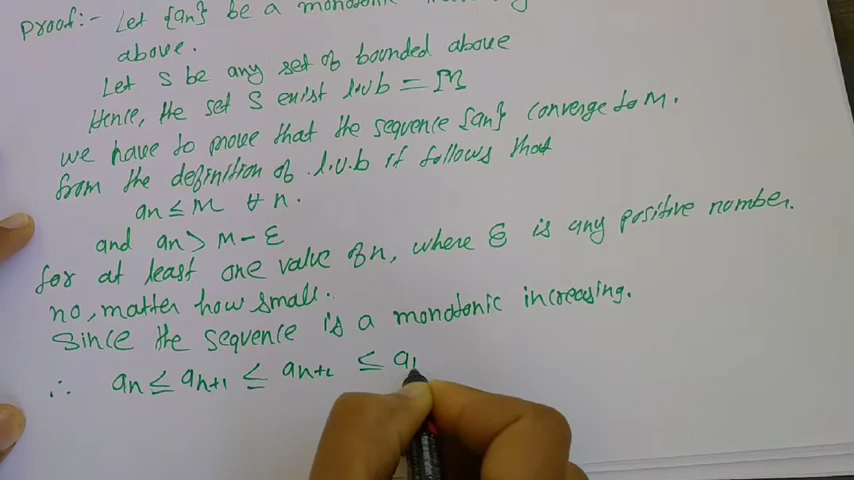 Proof:- Let {an} be a monotonic
above.
Let S be any set of bounded above
Hence, the set S exist l.u.b = M
we have to prove that the sequence {an} converge to M.
from the definition of l.u.b it follows that
an ≤ M ∀ n.
and an > M - ε
for at least one value of n, where ε is any positive number.
no, matter how small.
Since the sequence is a monotonic increasing.
∴ an ≤ an+1 ≤ an+2 ≤ a